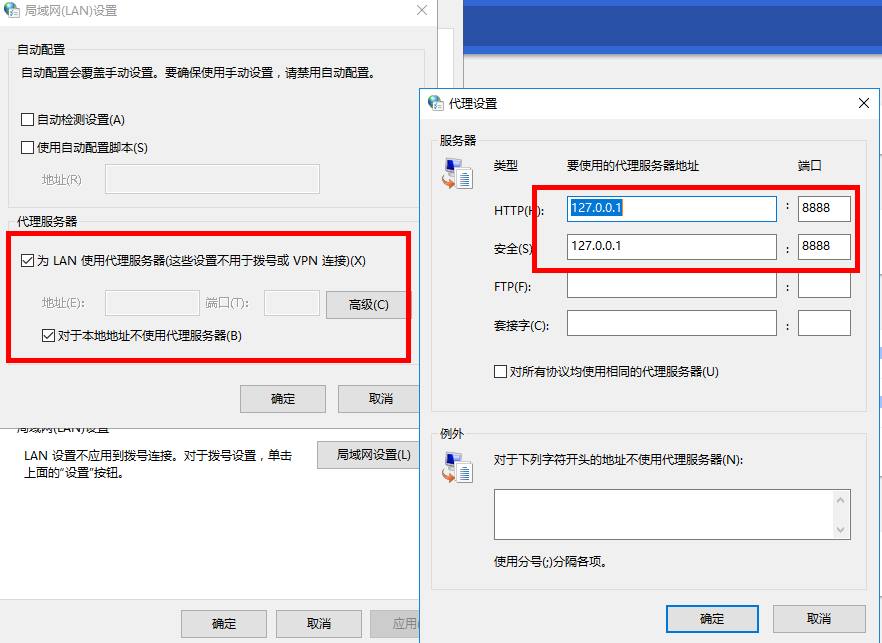 局域网(LAN)设置
自动配置
自动配置会覆盖手动设置。要确保使用手动设置，请禁用自动配置。
自动检测设置(A)
使用自动配置脚本(S)
地址(R)
代理服务器
为 LAN 使用代理服务器(这些设置不用于拨号或 VPN 连接)(X)
地址(E):
端口(T):
高级(C)
对于本地地址不使用代理服务器(B)
确定
取消
局域网(LAN)设置
LAN 设置不应用到拨号连接。对于拨号设置，单击
上面的“设置”按钮。
局域网设置(L)
确定
取消
应用(
代理设置
服务器
类型
要使用的代理服务器地址
端口
HTTP(H):
127.0.0.1
:
8888
安全(S)
127.0.0.1
:
8888
FTP(F):
:
套接字(C):
:
对所有协议均使用相同的代理服务器(U)
例外
对于下列字符开头的地址不使用代理服务器(N):
使用分号(;)分隔各项。
确定
取消